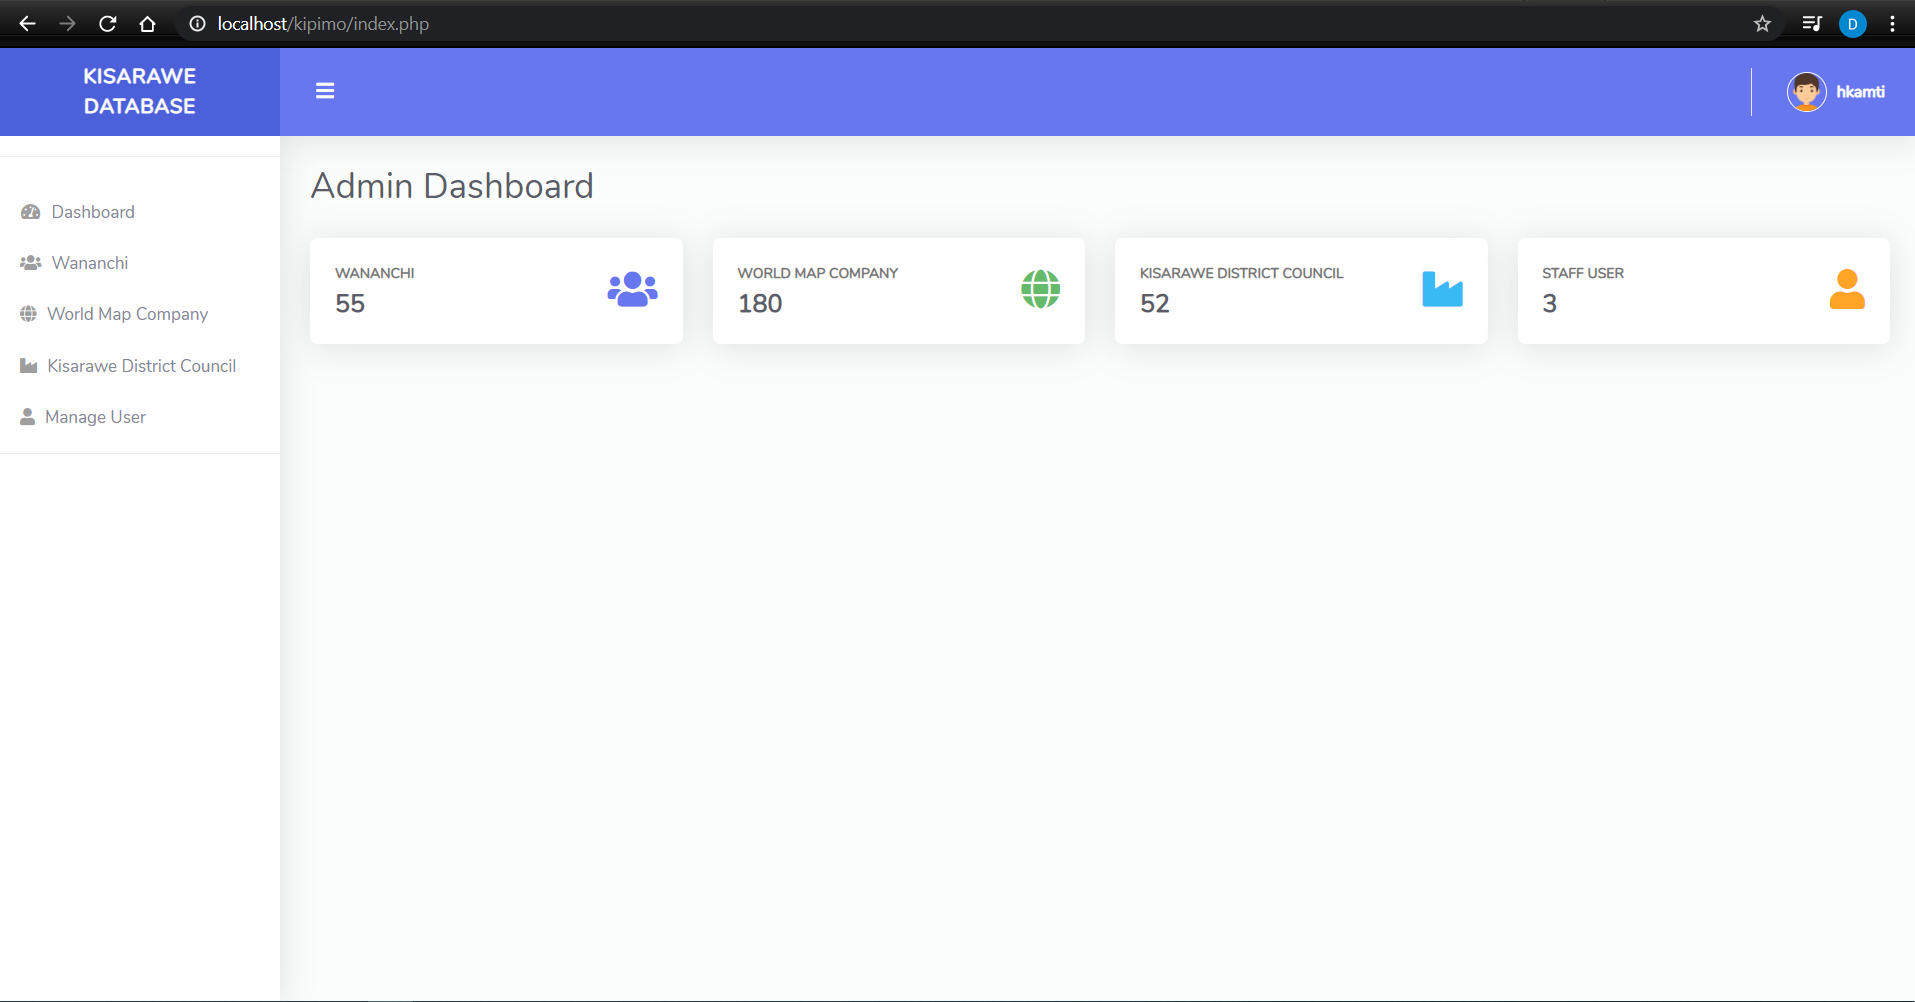 localhost/kipimo/index.php
D
KISARAWE
DATABASE
hkamti
Dashboard
Wananchi
World Map Company
Kisarawe District Council
Manage User
Admin Dashboard
WANANCHI
55
WORLD MAP COMPANY
180
KISARAWE DISTRICT COUNCIL
52
STAFF USER
3